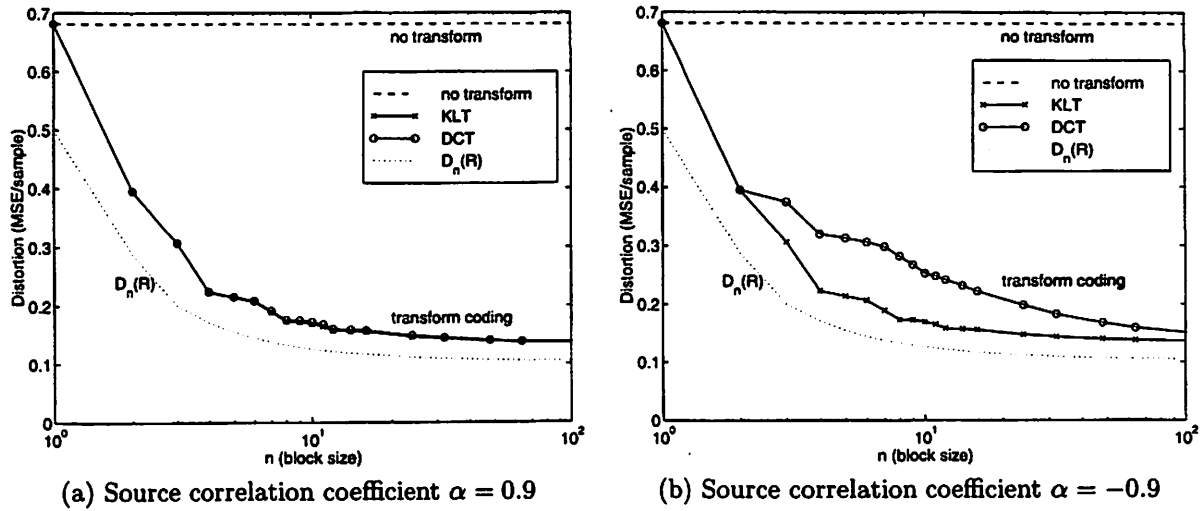 0.7
0.6
0.5
0.4
0.3
0.2
0.1
0
Distortion (MSE/sample)
no transform
no transform
KLT
DCT
D_n(R)
D_n(R)
transform coding
10^0
10^1
10^2
n (block size)
(a) Source correlation coefficient α = 0.9
0.7
0.6
0.5
0.4
0.3
0.2
0.1
0
Distortion (MSE/sample)
no transform
no transform
KLT
DCT
D_n(R)
D_n(R)
transform coding
10^0
10^1
10^2
n (block size)
(b) Source correlation coefficient α = −0.9